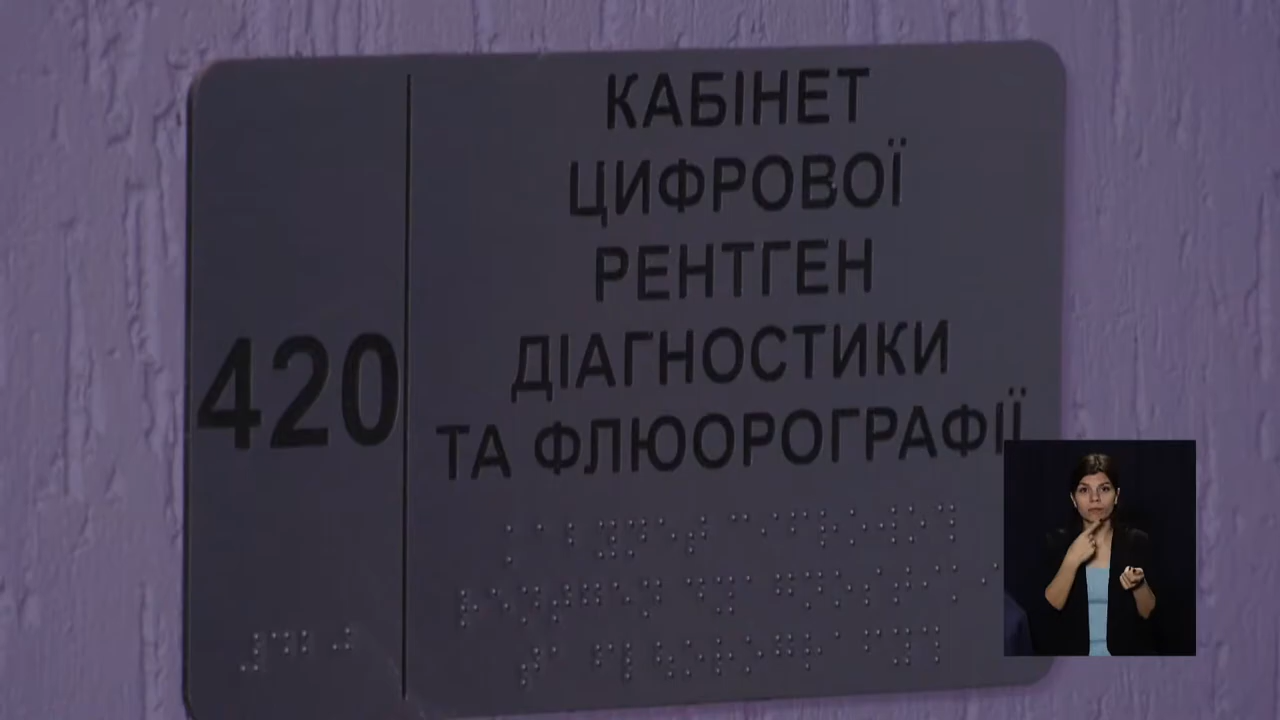 420
КАБІНЕТ
ЦИФРОВОЇ
РЕНТГЕН
ДІАГНОСТИКИ
ТА ФЛЮОРОГРАФІЇ